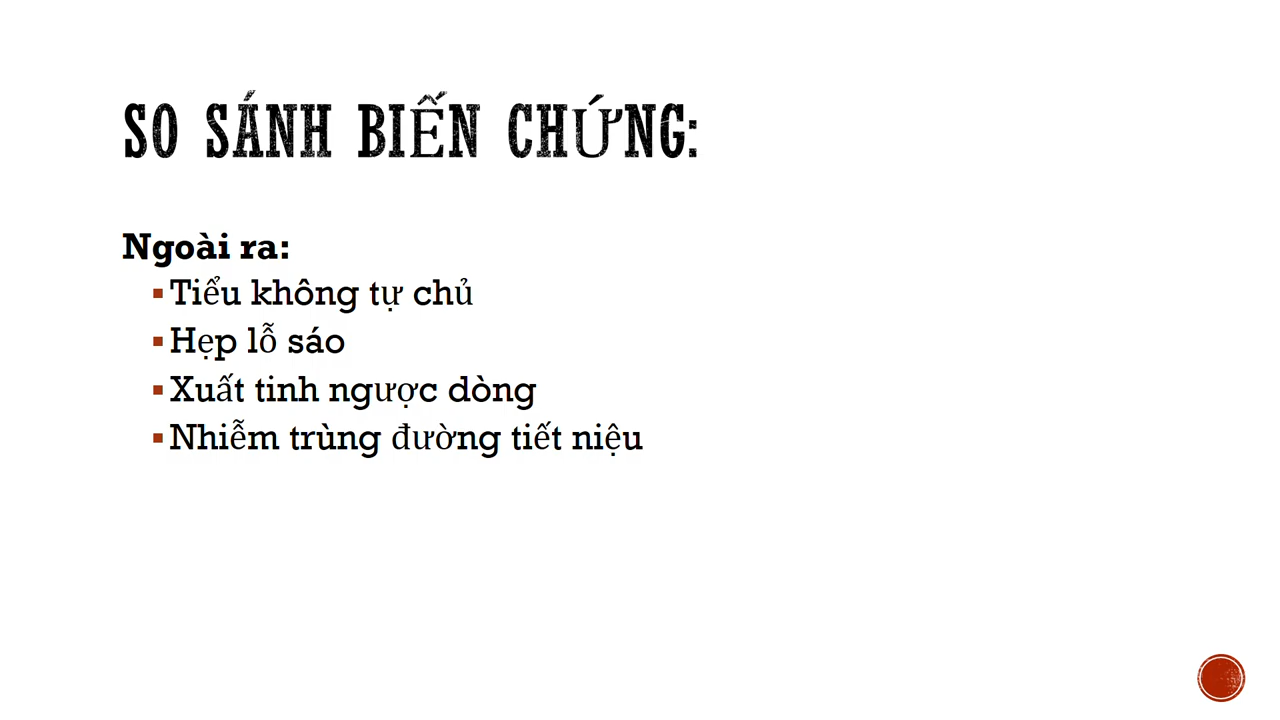 SO SÁNH BIẾN CHỨNG:
Ngoài ra:
▪Tiểu không tự chủ
▪Hẹp lỗ sáo
▪Xuất tinh ngược dòng
▪Nhiễm trùng đường tiết niệu